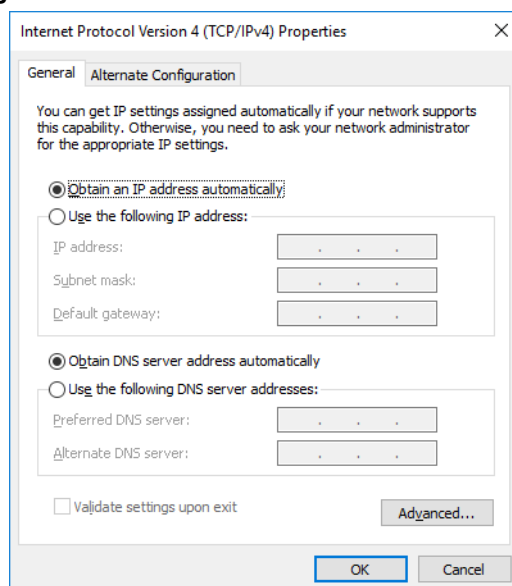 Internet Protocol Version 4 (TCP/IPv4) Properties
General Alternate Configuration
You can get IP settings assigned automatically if your network supports
this capability. Otherwise, you need to ask your network administrator
for the appropriate IP settings.
Obtain an IP address automatically
Use the following IP address:
IP address: . . .
Subnet mask: . . .
Default gateway: . . .
Obtain DNS server address automatically
Use the following DNS server addresses:
Preferred DNS server: . . .
Alternate DNS server: . . .
Validate settings upon exit
Advanced...
OK Cancel